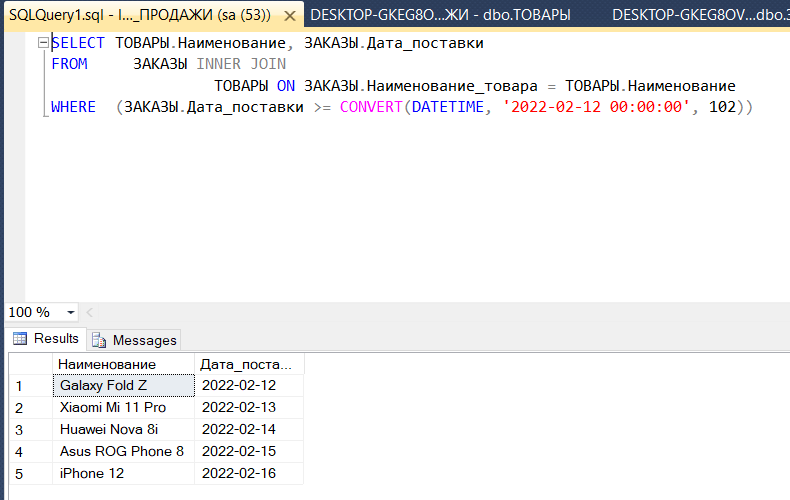 SQLQuery1.sql - I..._ПРОДАЖИ (sa (53)) DESKTOP-GKEG8O...ЖИ - dbo.ТОВАРЫ DESKTOP-GKEG8OV...dbo.З
SELECT ТОВАРЫ.Наименование, ЗАКАЗЫ.Дата_поставки
FROM ЗАКАЗЫ INNER JOIN
ТОВАРЫ ON ЗАКАЗЫ.Наименование_товара = ТОВАРЫ.Наименование
WHERE (ЗАКАЗЫ.Дата_поставки >= CONVERT(DATETIME, '2022-02-12 00:00:00', 102))
100 %
Results Messages
Наименование Дата_поста...
1 Galaxy Fold Z 2022-02-12
2 Xiaomi Mi 11 Pro 2022-02-13
3 Huawei Nova 8i 2022-02-14
4 Asus ROG Phone 8 2022-02-15
5 iPhone 12 2022-02-16